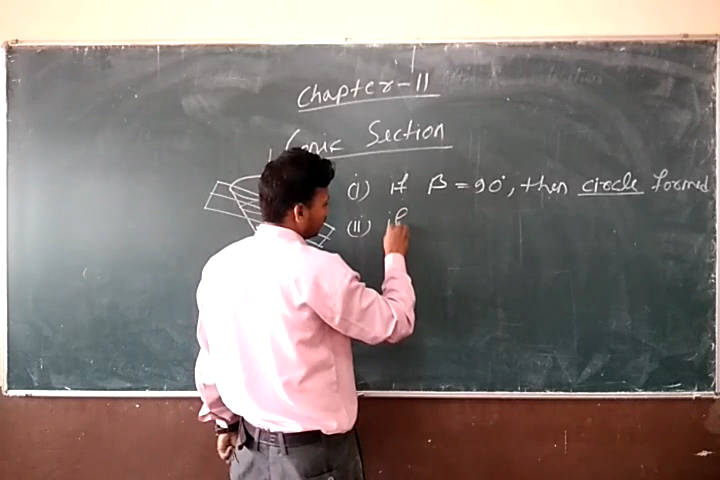 Chapter-11
Conic Section
(i) if β = 90°, then circle formed
(ii) if